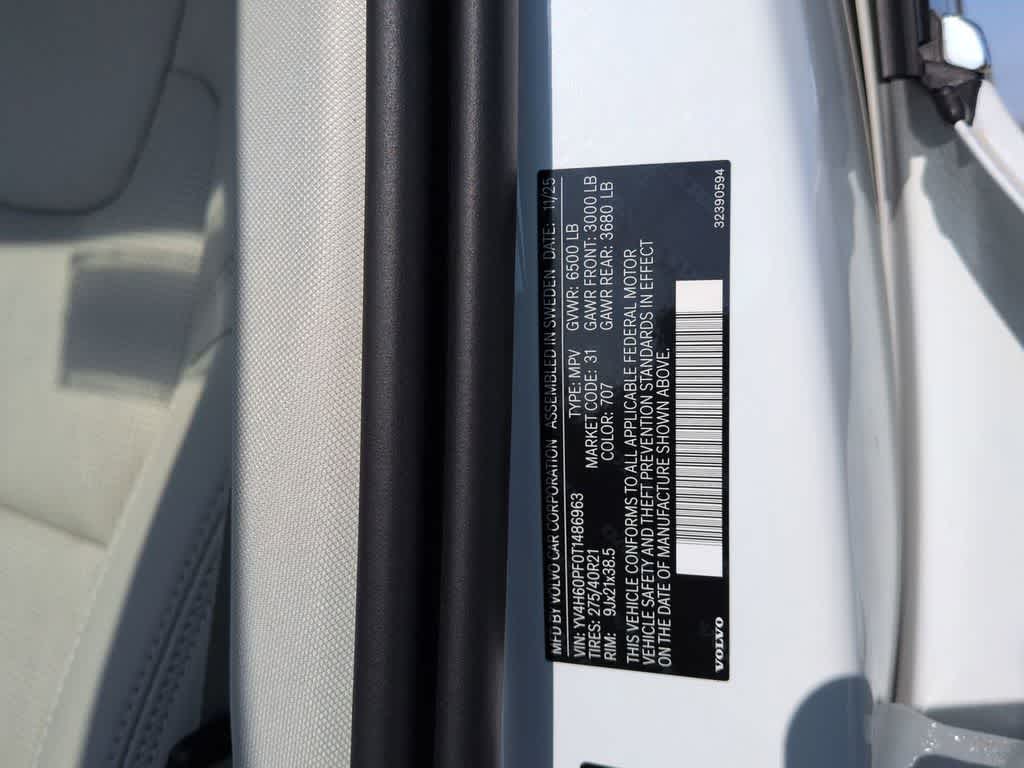 MFD BY VOLVO CAR CORPORATION ASSEMBLED IN SWEDEN DATE: 11/25
VIN: YV4H60PF0T1486963 TYPE: MPV GVWR: 6500 LB
TIRES: 275/40R21 MARKET CODE: 31 GAWR FRONT: 3000 LB
RIM: 9Jx21x38.5 COLOR: 707 GAWR REAR: 3680 LB
THIS VEHICLE CONFORMS TO ALL APPLICABLE FEDERAL MOTOR
VEHICLE SAFETY AND THEFT PREVENTION STANDARDS IN EFFECT
ON THE DATE OF MANUFACTURE SHOWN ABOVE.
VOLVO 32390594